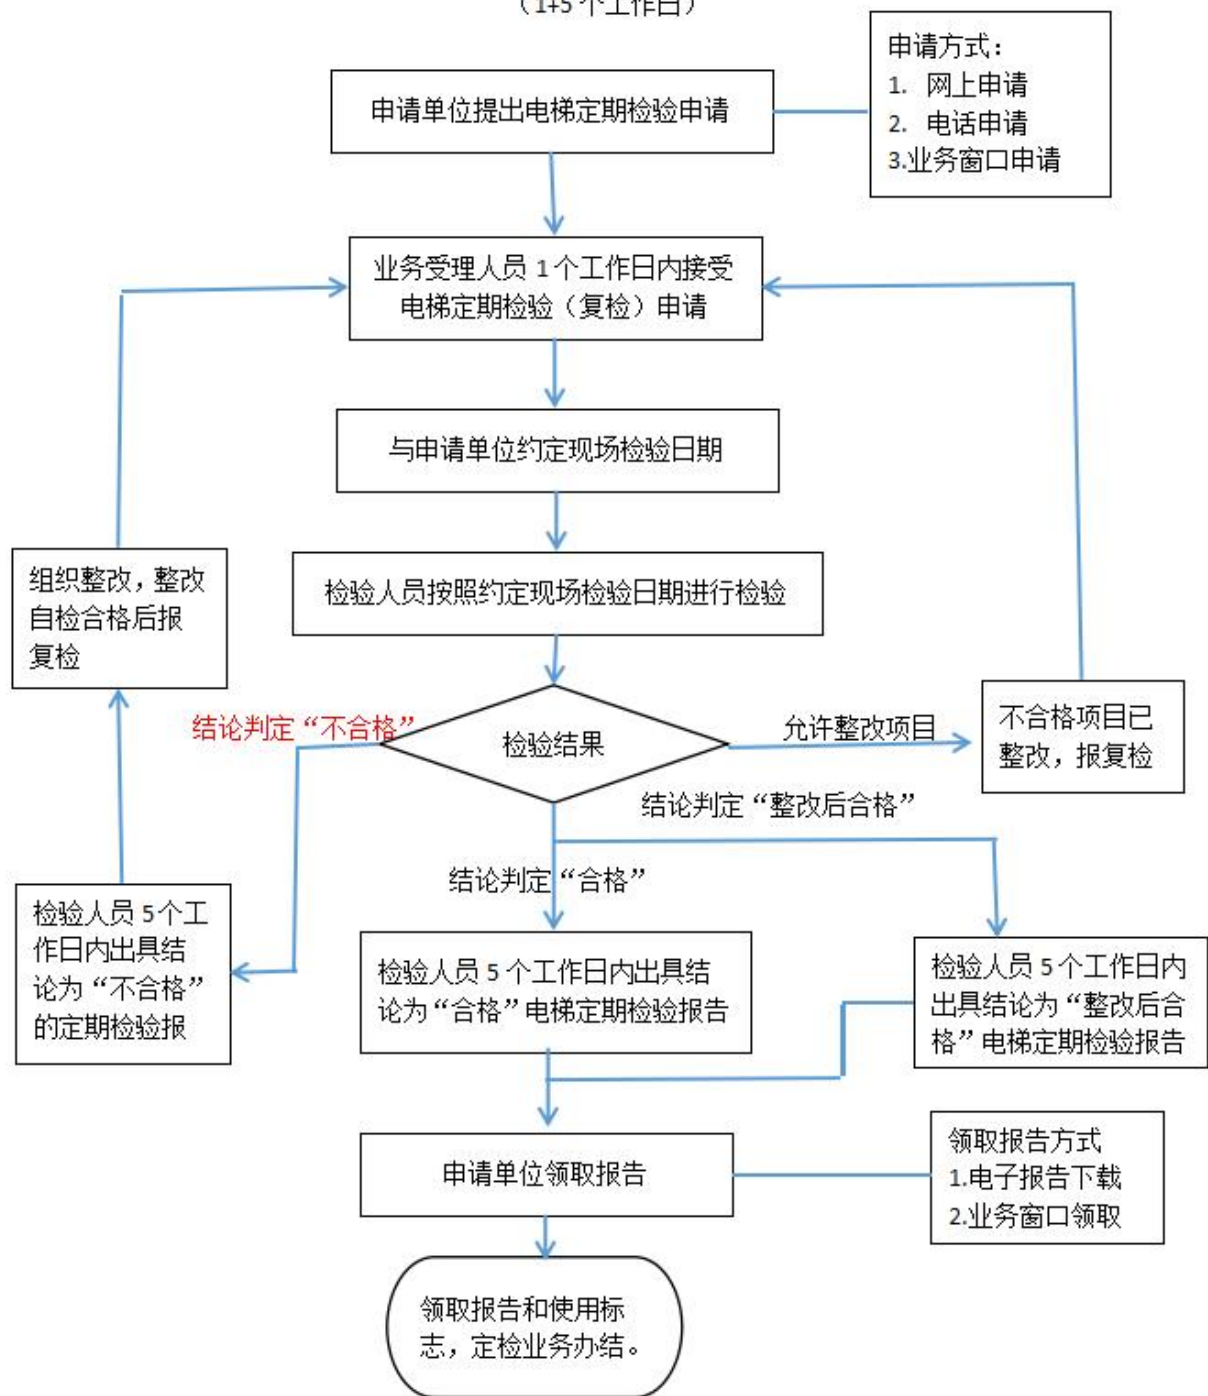 （1+5 个工作日）
申请方式：
1. 网上申请
2. 电话申请
3.业务窗口申请
申请单位提出电梯定期检验申请
业务受理人员 1 个工作日内接受
电梯定期检验（复检）申请
与申请单位约定现场检验日期
组织整改，整改
自检合格后报
复检
检验人员按照约定现场检验日期进行检验
结论判定“不合格”
检验结果
允许整改项目
不合格项目已
整改，报复检
结论判定“整改后合格”
结论判定“合格”
检验人员 5个工
作日内出具结
论为“不合格”
的定期检验报
检验人员 5 个工作日内出具结
论为“合格”电梯定期检验报告
检验人员 5 个工作日内
出具结论为“整改后合
格”电梯定期检验报告
申请单位领取报告
领取报告方式
1.电子报告下载
2.业务窗口领取
领取报告和使用标
志，定检业务办结。